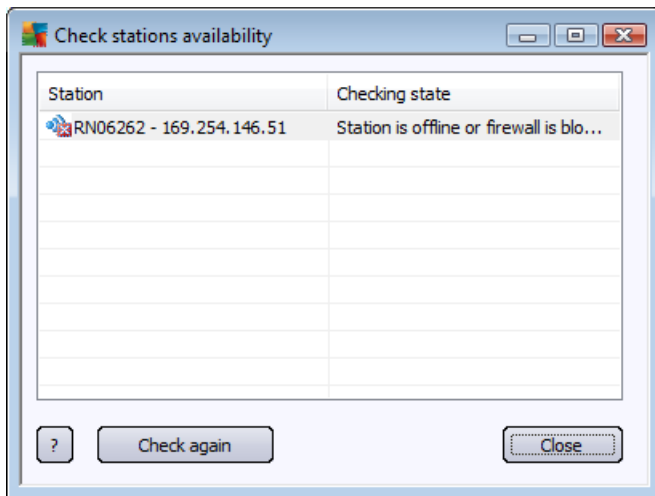 Check stations availability
Station Checking state
RN06262 - 169.254.146.51 Station is offline or firewall is blo...
? Check again Close